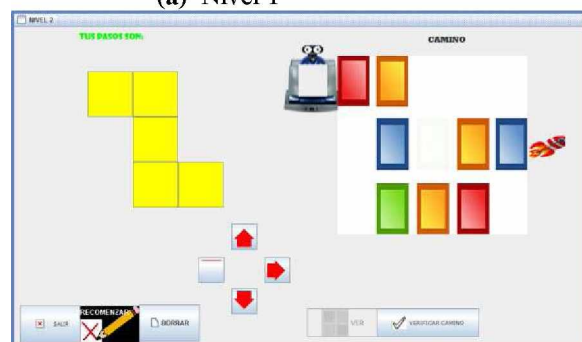 (a) Nivel 1
NIVEL 2
TUS PASOS SON:
CAMINO
RECOMENZAR
SALIR
BORRAR
VER
VERIFICAR CAMINO